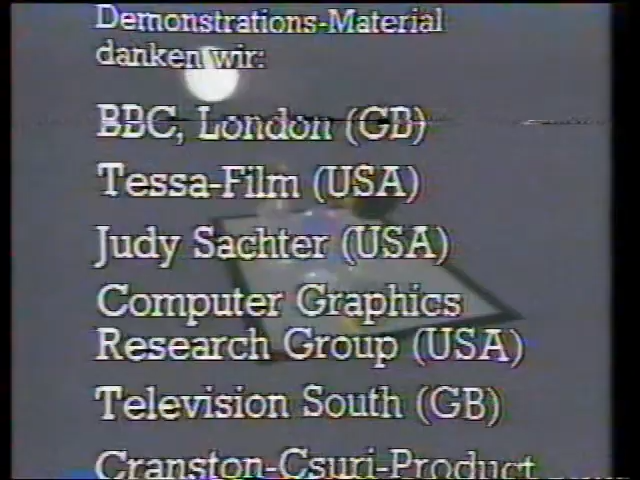 Demonstrations-Material
danken wir:
BBC, London (GB)
Tessa-Film (USA)
Judy Sachter (USA)
Computer Graphics
Research Group (USA)
Television South (GB)
Cranston-Csuri-Product